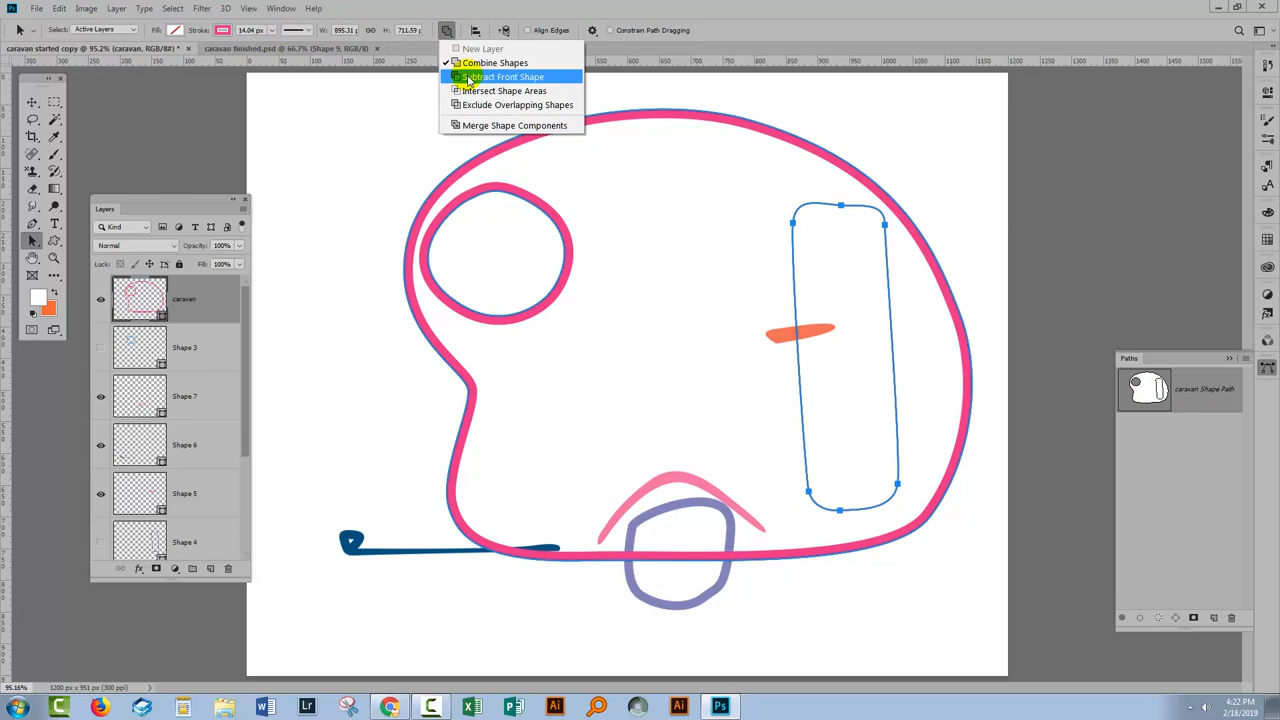 File Edit Image Layer Type Select Filter 3D View Window Help
Select: Active Layers Fill: Stroke: 14.04 px W: 895.31 H: 711.59 Align Edges Constrain Path Dragging
caravan started copy @ 95.2% (caravan, RGB/8#) * × caravan finished.psd @ 66.7% (Shape 9, RGB/8) ×
New Layer
Combine Shapes
Subtract Front Shape
Intersect Shape Areas
Exclude Overlapping Shapes
Merge Shape Components
Layers
Kind
Normal Opacity: 100%
Lock: Fill: 100%
caravan
Shape 3
Shape 7
Shape 6
Shape 5
Shape 4
Paths
caravan Shape Path
95.16% 1200 px x 951 px (300 ppi)
4:22 PM
2/18/2019